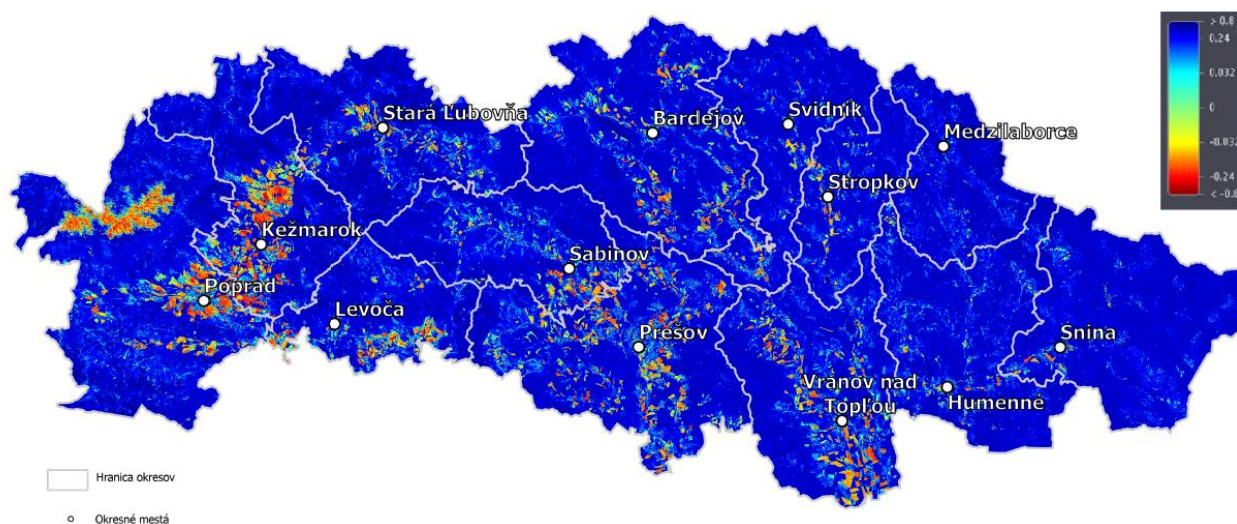 > 0.8
0.24
0.032
0
-0.032
-0.24
< -0.8
Stará Ľubovňa
Bardejov
Svidník
Medzilaborce
Stropkov
Kežmarok
Sabinov
Poprad
Levoča
Prešov
Snina
Vranov nad
Topľou
Humenné
Hranica okresov
Okresné mestá